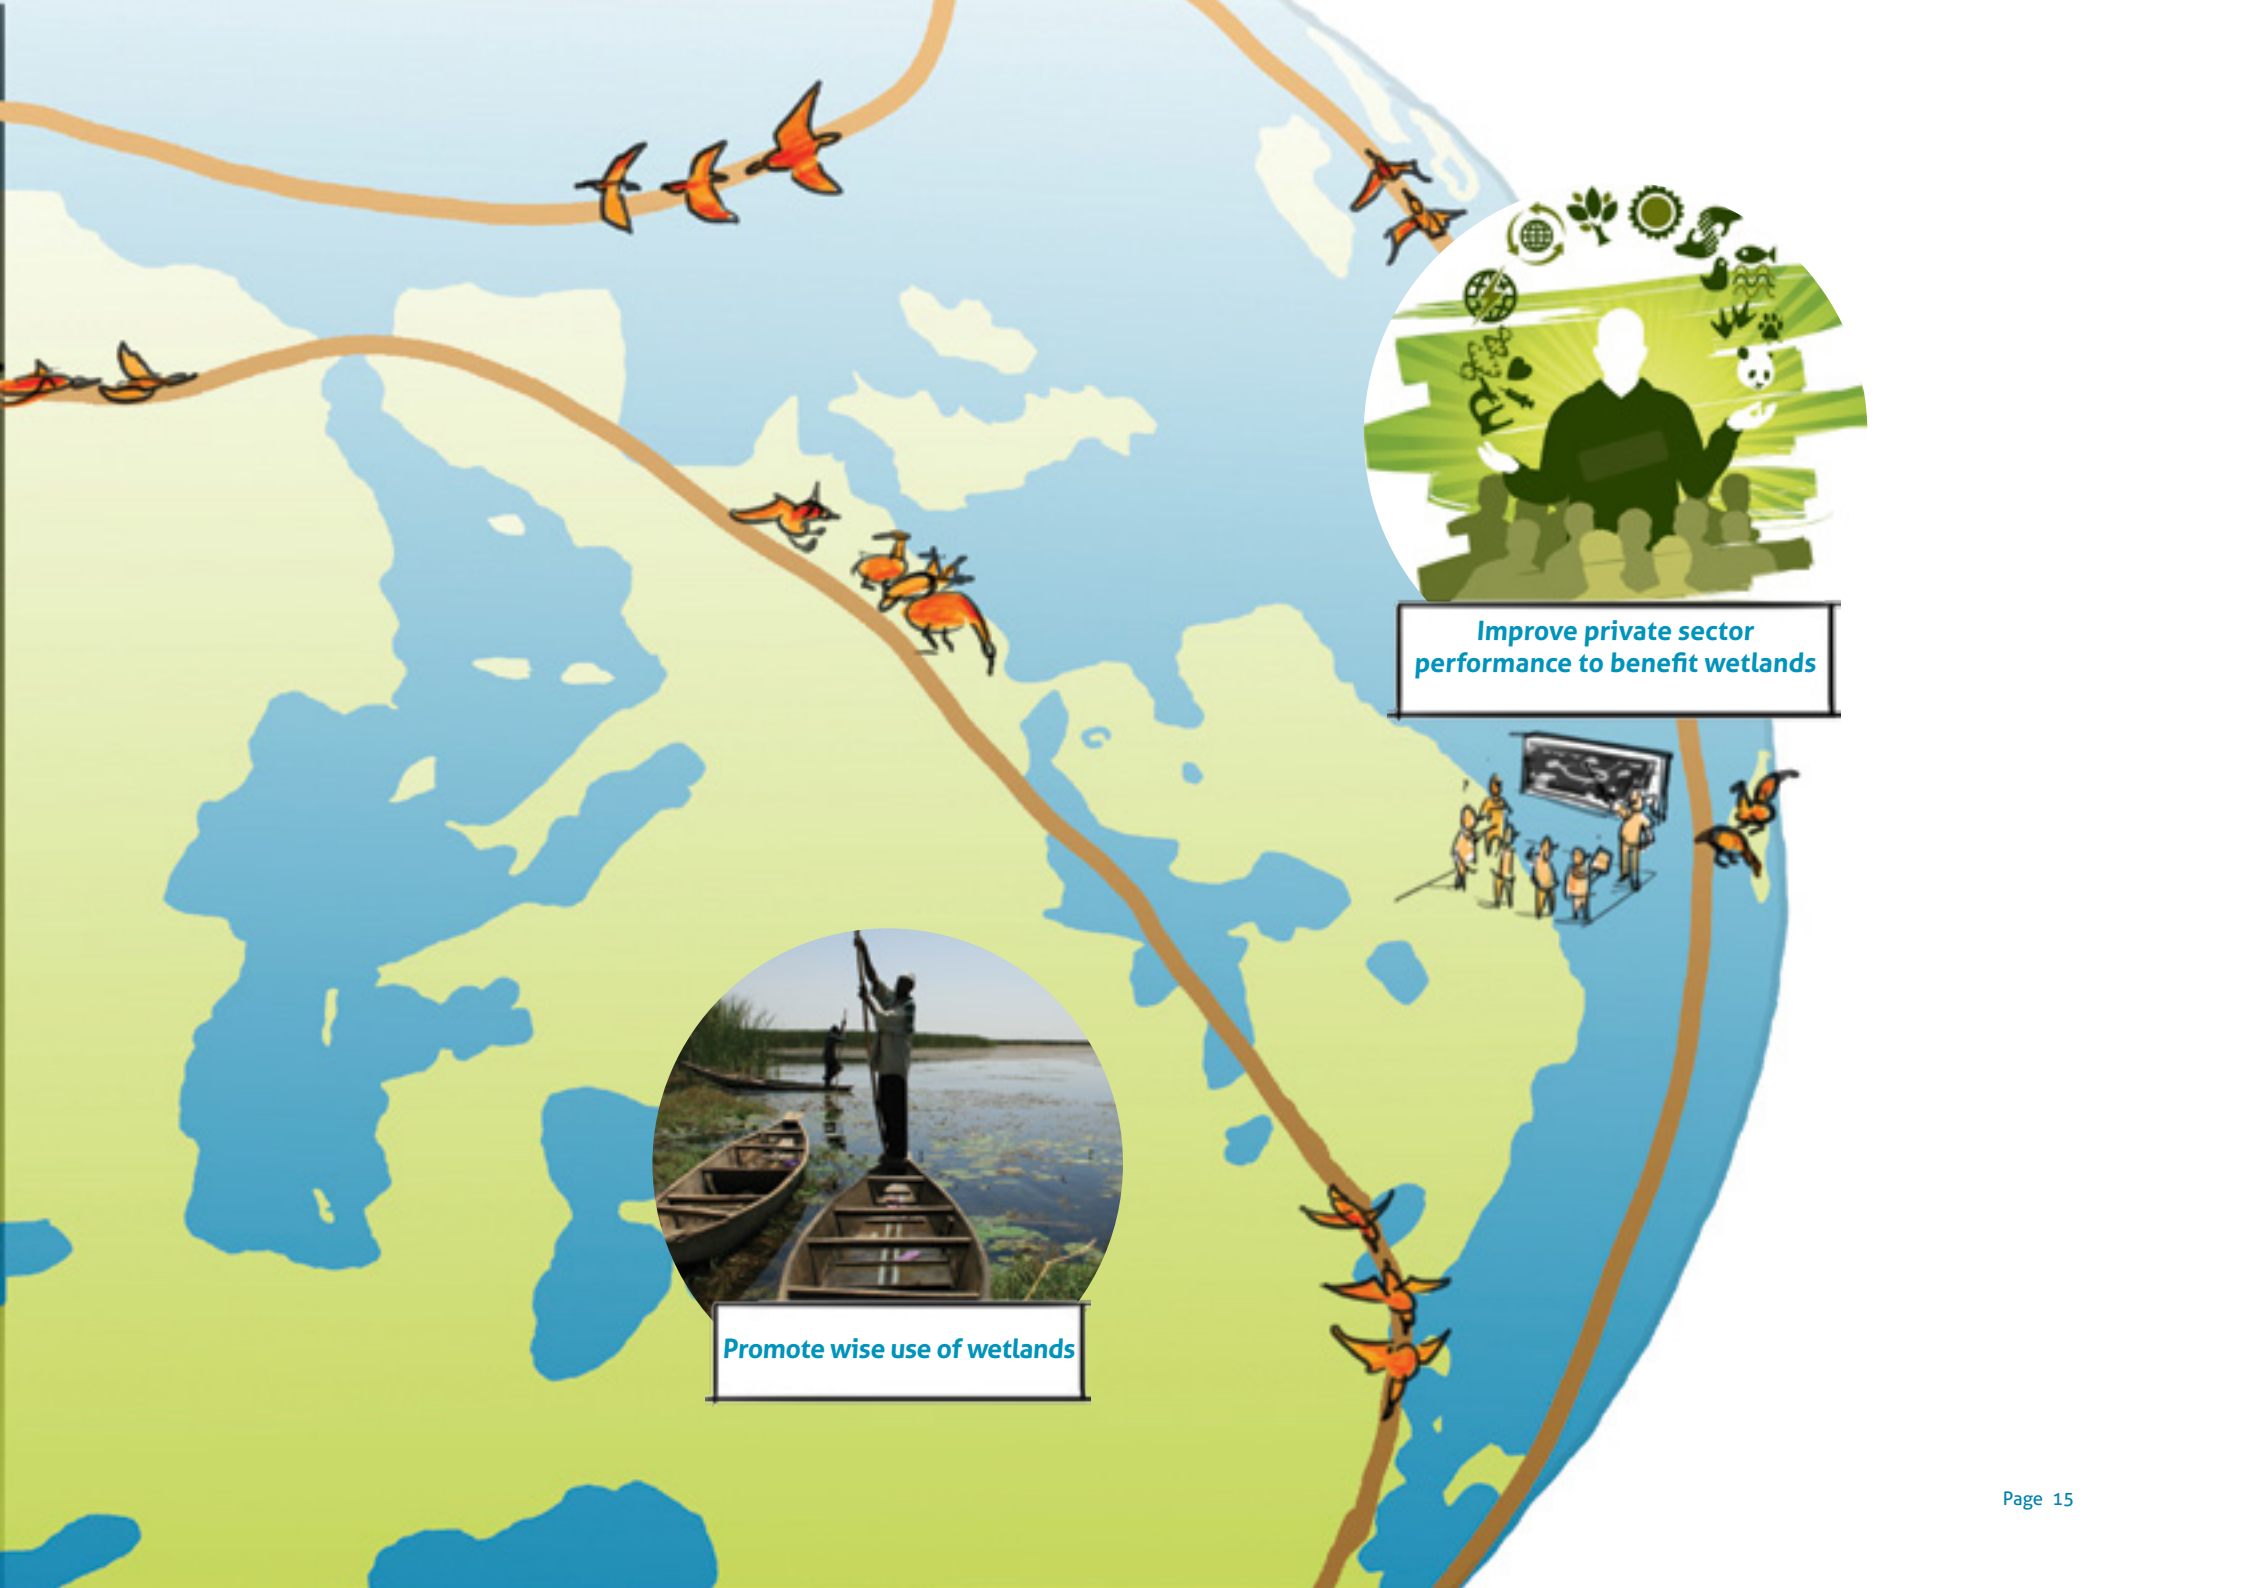 Improve private sector
performance to benefit wetlands
Promote wise use of wetlands
Page 15